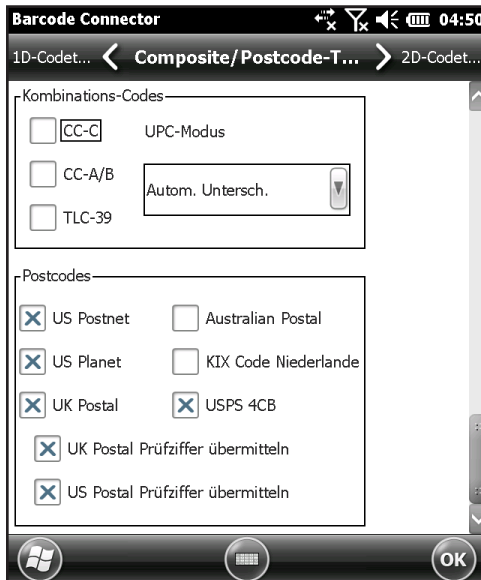 Barcode Connector 04:50
1D-Codet... Composite/Postcode-T... 2D-Codet...
Kombinations-Codes
CC-C UPC-Modus
CC-A/B
Autom. Untersch.
TLC-39
Postcodes
US Postnet Australian Postal
US Planet KIX Code Niederlande
UK Postal USPS 4CB
UK Postal Prüfziffer übermitteln
US Postal Prüfziffer übermitteln
OK